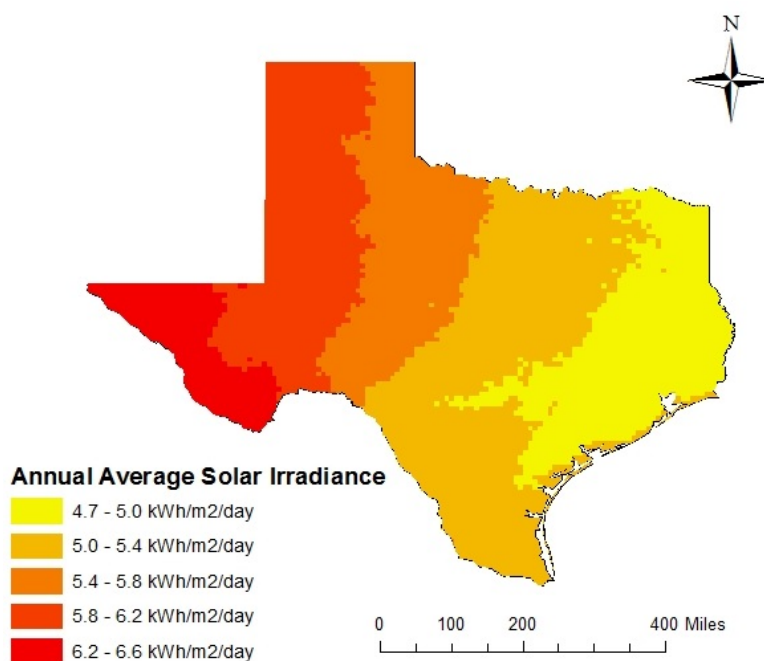 N
Annual Average Solar Irradiance
4.7 - 5.0 kWh/m2/day
5.0 - 5.4 kWh/m2/day
5.4 - 5.8 kWh/m2/day
5.8 - 6.2 kWh/m2/day
6.2 - 6.6 kWh/m2/day
0 100 200 400 Miles